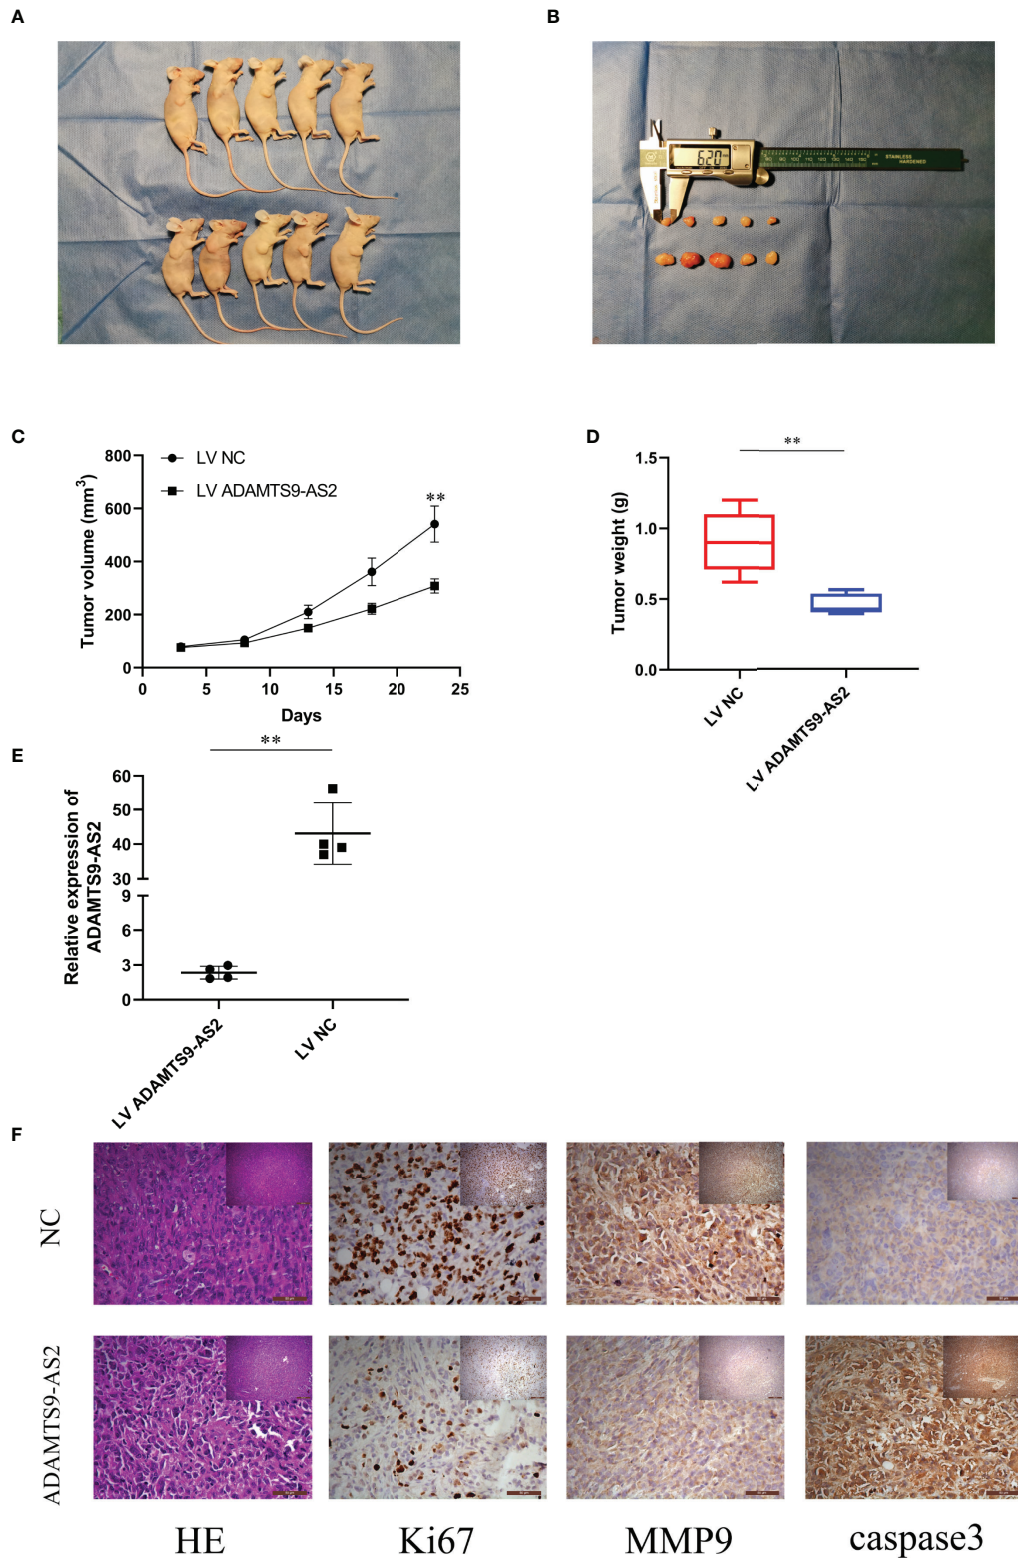 A
B
620
STAINLESS
HARDENED
C
800
600
400
200
0
Tumor volume (mm³)
LV NC
LV ADAMTS9-AS2
**
0 5 10 15 20 25
Days
D
**
1.5
1.0
0.5
0.0
Tumor weight (g)
LV NC
LV ADAMTS9-AS2
E
**
60
50
40
30
9
6
3
0
Relative expression of
ADAMTS9-AS2
LV ADAMTS9-AS2
LV NC
F
NC
ADAMTS9-AS2
HE Ki67 MMP9 caspase3